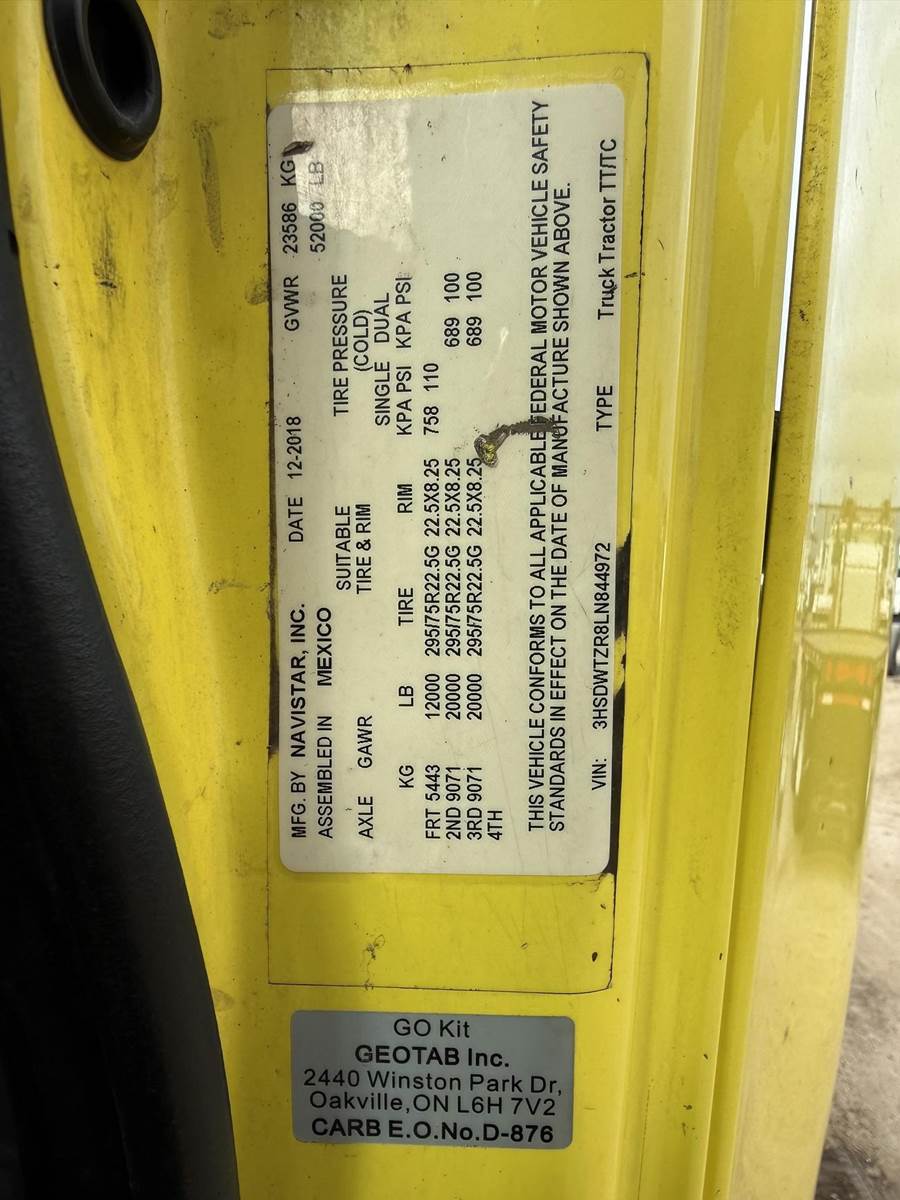 MFG. BY NAVISTAR, INC. DATE 12-2018 GVWR 23586 KG
ASSEMBLED IN MEXICO 52000 LB
SUITABLE TIRE PRESSURE
AXLE GAWR TIRE & RIM (COLD)
SINGLE DUAL
KG LB TIRE RIM KPA PSI KPA PSI
FRT 5443 12000 295/75R22.5G 22.5X8.25 758 110
2ND 9071 20000 295/75R22.5G 22.5X8.25 689 100
3RD 9071 20000 295/75R22.5G 22.5X8.25 689 100
4TH
THIS VEHICLE CONFORMS TO ALL APPLICABLE FEDERAL MOTOR VEHICLE SAFETY
STANDARDS IN EFFECT ON THE DATE OF MANUFACTURE SHOWN ABOVE.
VIN: 3HSDWTZR8LN844972 TYPE Truck Tractor TT/TC
GO Kit
GEOTAB Inc.
2440 Winston Park Dr,
Oakville,ON L6H 7V2
CARB E.O.No.D-876